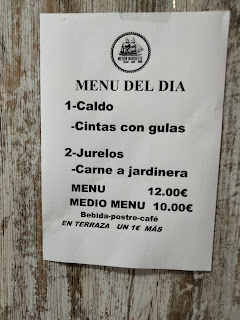 MENU DEL DIA
1-Caldo
-Cintas con gulas
2-Jurelos
-Carne a jardinera
MENU 12.00€
MEDIO MENU 10.00€
Bebida-postre-café
EN TERRAZA UN 1€ MÁS